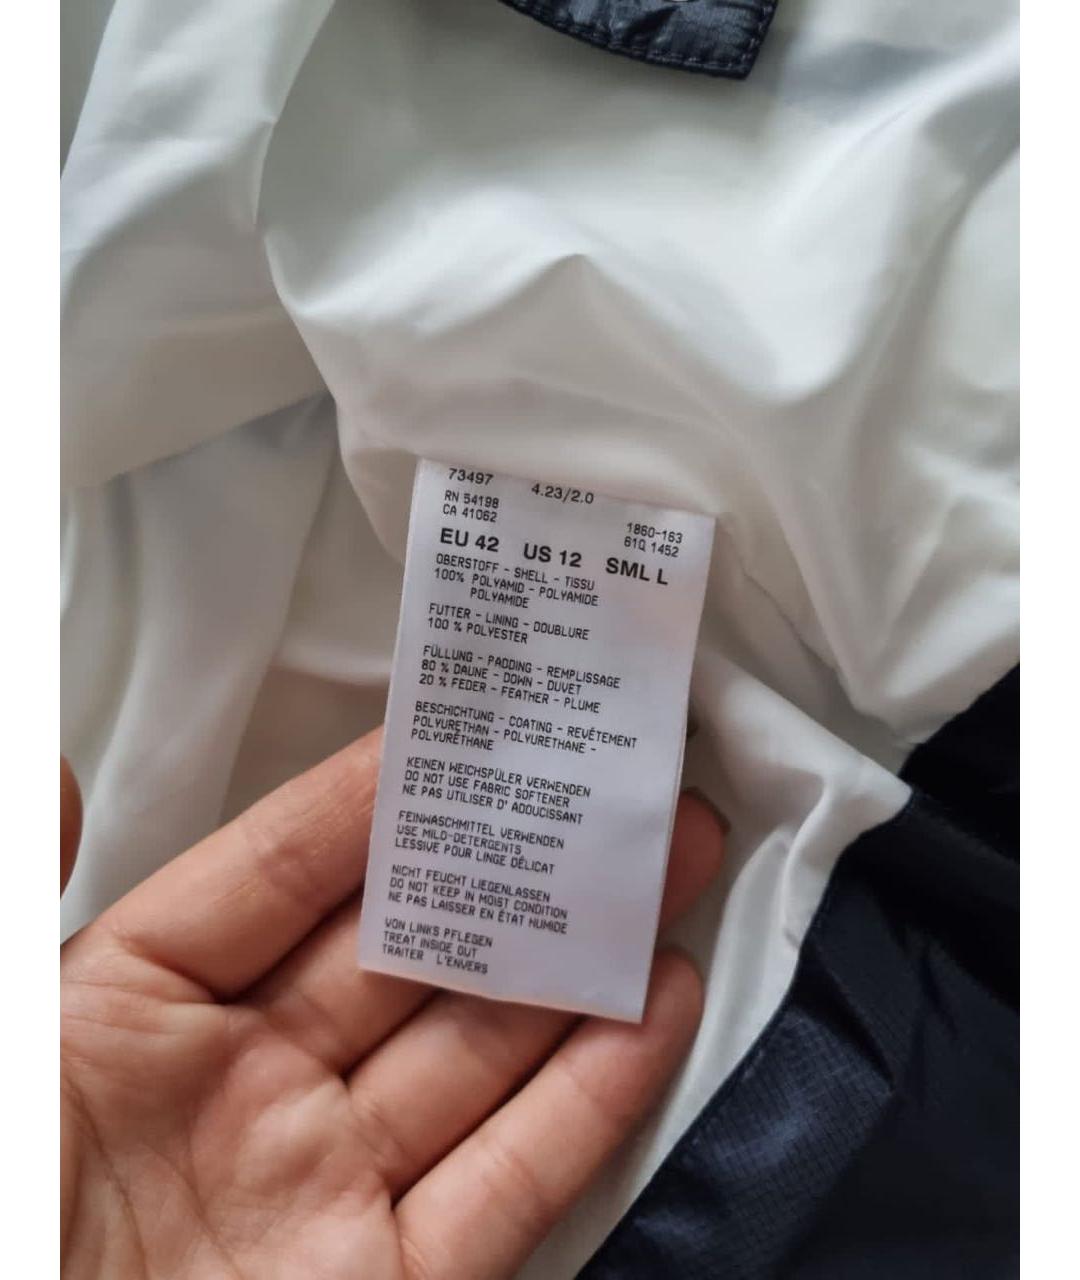 73497 4.23/2.0
RN 54198
CA 41062
1860-163
61Q 1452
EU 42 US 12 SML L
OBERSTOFF - SHELL - TISSU
100% POLYAMID - POLYAMIDE
POLYAMIDE
FUTTER - LINING - DOUBLURE
100 % POLYESTER
FÜLLUNG - PADDING - REMPLISSAGE
80 % DAUNE - DOWN - DUVET
20 % FEDER - FEATHER - PLUME
BESCHICHTUNG - COATING - REVÊTEMENT
POLYURETHAN - POLYURETHANE -
POLYURÉTHANE
KEINEN WEICHSPÜLER VERWENDEN
DO NOT USE FABRIC SOFTENER
NE PAS UTILISER D' ADOUCISSANT
FEINWASCHMITTEL VERWENDEN
USE MILD-DETERGENTS
LESSIVE POUR LINGE DÉLICAT
NICHT FEUCHT LIEGENLASSEN
DO NOT KEEP IN MOIST CONDITION
NE PAS LAISSER EN ÉTAT HUMIDE
VON LINKS PFLEGEN
TREAT INSIDE OUT
TRAITER L'ENVERS